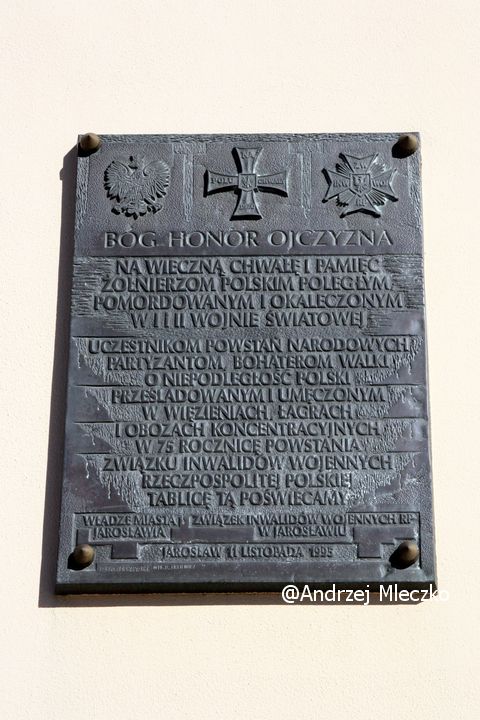 BÓG HONOR OJCZYZNA
NA WIECZNĄ CHWAŁĘ I PAMIĘĆ
ŻOŁNIERZOM POLSKIM POLEGŁYM,
POMORDOWANYM I OKALECZONYM
W I I II WOJNIE ŚWIATOWEJ
UCZESTNIKOM POWSTAŃ NARODOWYCH
PARTYZANTOM, BOHATEROM WALKI
O NIEPODLEGŁOŚĆ POLSKI
PRZEŚLADOWANYM I UMĘCZONYM
W WIĘZIENIACH, ŁAGRACH
I OBOZACH KONCENTRACYJNYCH
W 75 ROCZNICĘ POWSTANIA
ZWIĄZKU INWALIDÓW WOJENNYCH
RZECZPOSPOLITEJ POLSKIEJ
TABLICĘ TĄ POŚWIĘCAMY
WŁADZE MIASTA I ZWIĄZEK INWALIDÓW WOJENNYCH RP
JAROSŁAWIA W JAROSŁAWIU
JAROSŁAW 11 LISTOPADA 1995
@Andrzej Mleczko